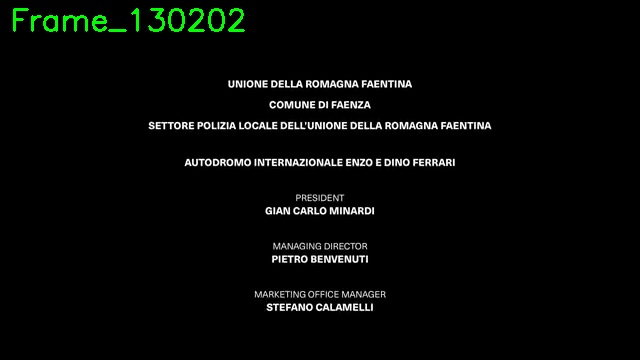 Frame_130202
UNIONE DELLA ROMAGNA FAENTINA
COMUNE DI FAENZA
SETTORE POLIZIA LOCALE DELL'UNIONE DELLA ROMAGNA FAENTINA
AUTODROMO INTERNAZIONALE ENZO E DINO FERRARI
PRESIDENT
GIAN CARLO MINARDI
MANAGING DIRECTOR
PIETRO BENVENUTI
MARKETING OFFICE MANAGER
STEFANO CALAMELLI